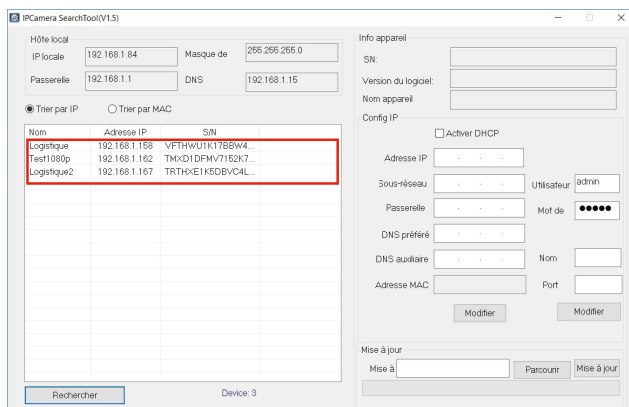 IPCamera SearchTool(V1.5)
Hôte local
IP locale 192.168.1.84 Masque de 255.255.255.0
Passerelle 192.168.1.1 DNS 192.168.1.15
Trier par IP Trier par MAC
Nom Adresse IP S/N
Logistique 192.168.1.158 VFTHWU1K17BBW4...
Test1080p 192.168.1.162 TMXD1DFMV7152K7...
Logistique2 192.168.1.167 TRTHXE1K5DBVC4L...
Rechercher Device: 3
Info appareil
SN:
Version du logiciel:
Nom appareil
Config IP
Activer DHCP
Adresse IP
Sous-réseau Utilisateur admin
Passerelle Mot de
DNS préféré
DNS auxiliaire Nom
Adresse MAC Port
Modifier Modifier
Mise à jour
Mise à Parcourir Mise à jour